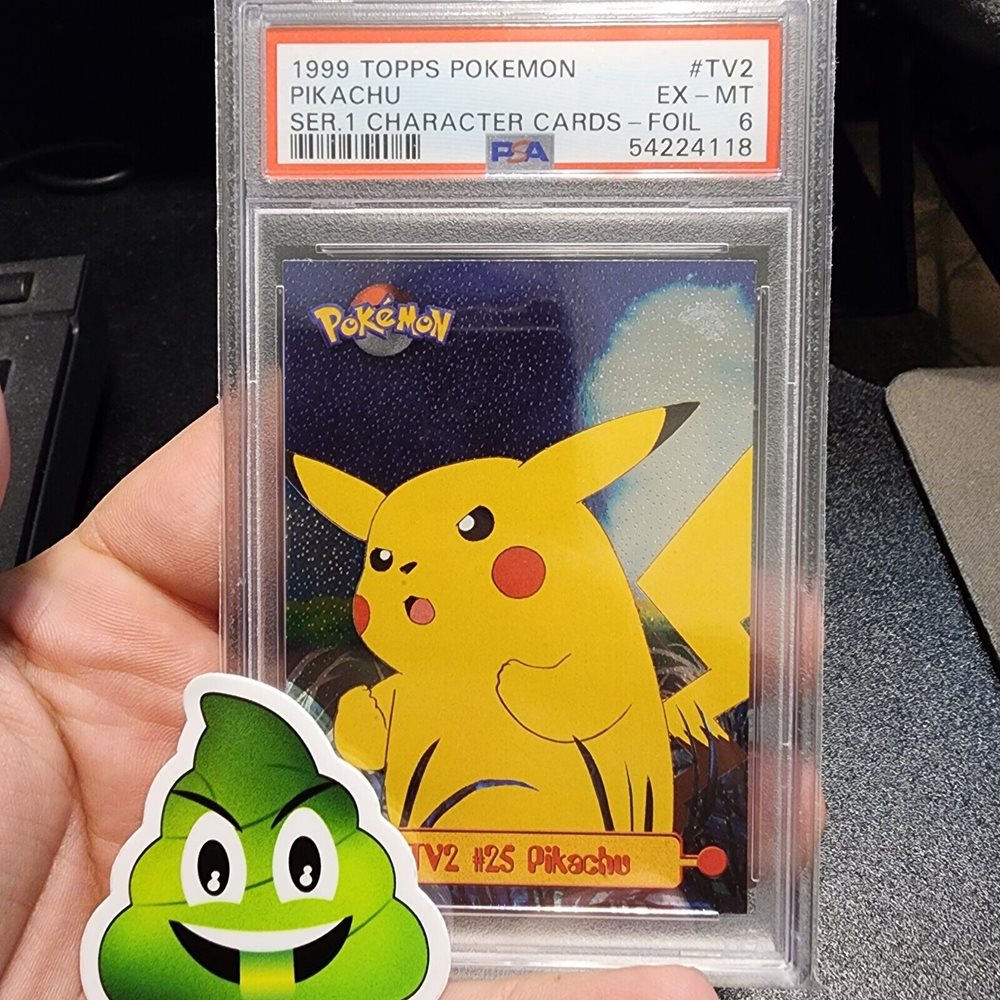 1999 TOPPS POKEMON #TV2
PIKACHU EX-MT
SER.1 CHARACTER CARDS-FOIL 6
PSA 54224118
POKéMON
TV2 #25 Pikachu